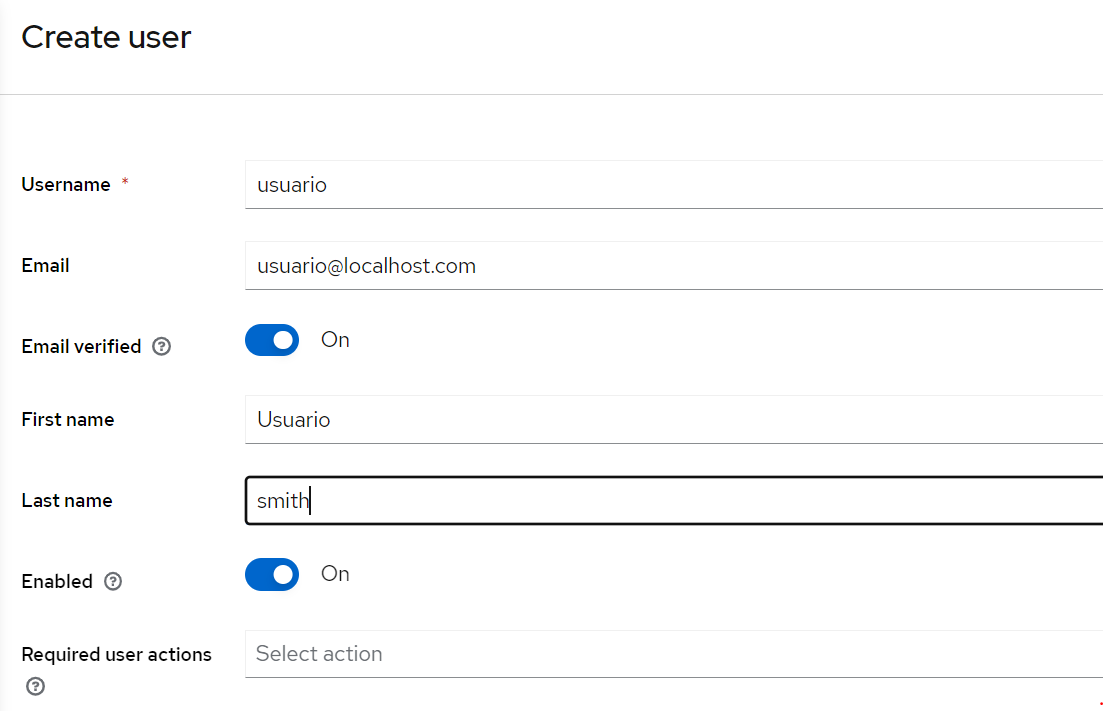 Create user
Username *
usuario
Email
usuario@localhost.com
Email verified ?
On
First name
Usuario
Last name
smith
Enabled ?
On
Required user actions
?
Select action